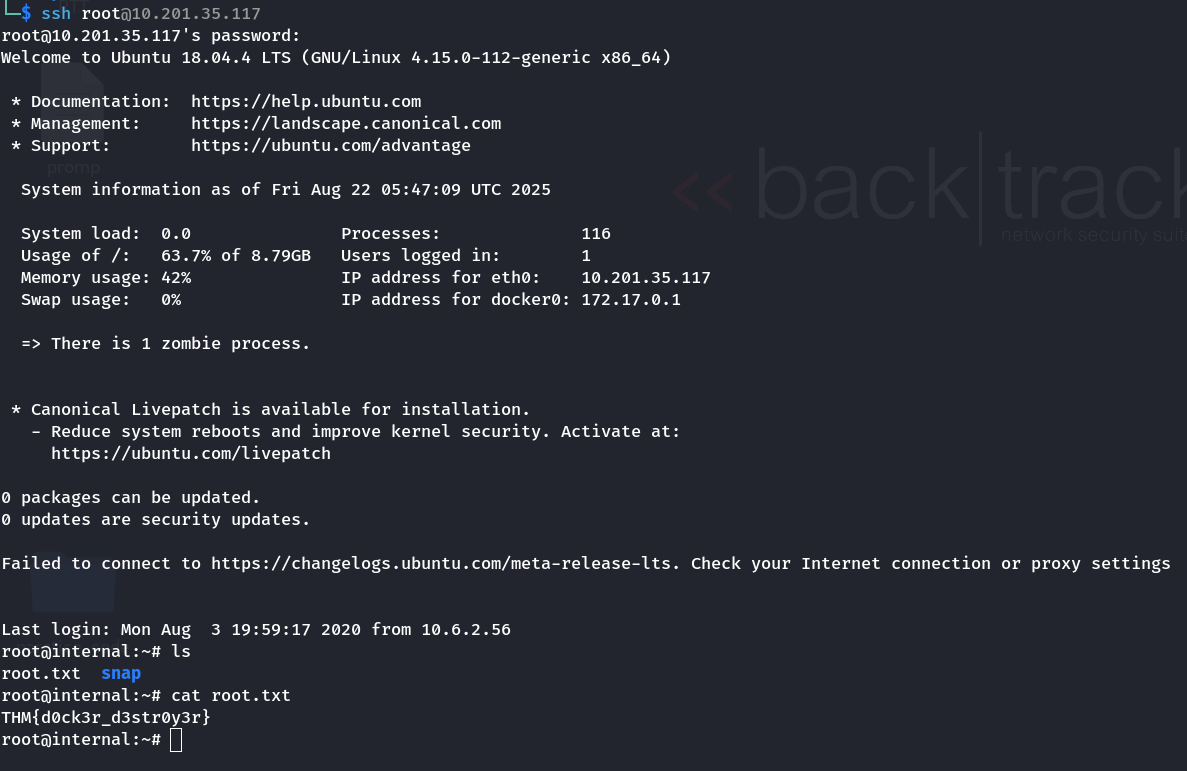 $ ssh root@10.201.35.117
root@10.201.35.117's password:
Welcome to Ubuntu 18.04.4 LTS (GNU/Linux 4.15.0-112-generic x86_64)
* Documentation:  https://help.ubuntu.com
* Management:     https://landscape.canonical.com
* Support:        https://ubuntu.com/advantage
promp
back|track
network security suite
System information as of Fri Aug 22 05:47:09 UTC 2025
System load:  0.0                Processes:              116
Usage of /:   63.7% of 8.79GB   Users logged in:        1
Memory usage: 42%                IP address for eth0:    10.201.35.117
Swap usage:   0%                 IP address for docker0: 172.17.0.1
=> There is 1 zombie process.
* Canonical Livepatch is available for installation.
- Reduce system reboots and improve kernel security. Activate at:
https://ubuntu.com/livepatch
0 packages can be updated.
0 updates are security updates.
Failed to connect to https://changelogs.ubuntu.com/meta-release-lts. Check your Internet connection or proxy settings
Last login: Mon Aug  3 19:59:17 2020 from 10.6.2.56
root@internal:~# ls
root.txt  snap
root@internal:~# cat root.txt
THM{d0ck3r_d3str0y3r}
root@internal:~#